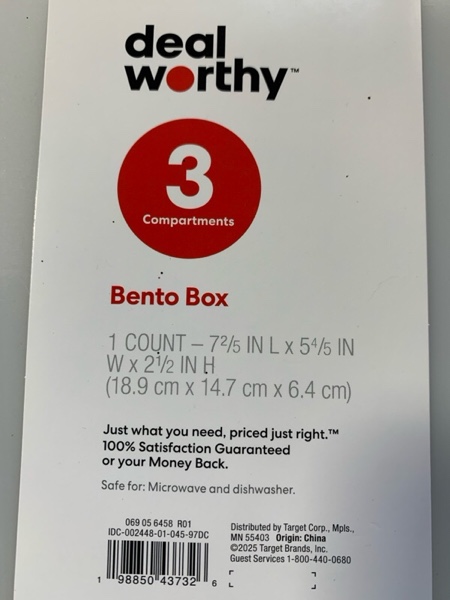 deal
worthy™
3
Compartments
Bento Box
1 COUNT – 7²/₅ IN L x 5⁴/₅ IN
W x 2½ IN H
(18.9 cm x 14.7 cm x 6.4 cm)
Just what you need, priced just right.™
100% Satisfaction Guaranteed
or your Money Back.
Safe for: Microwave and dishwasher.
069 05 6458 R01
IDC-002448-01-045-97DC
1 98850 43732 6
Distributed by Target Corp., Mpls.,
MN 55403 Origin: China
©2025 Target Brands, Inc.
Guest Services 1-800-440-0680